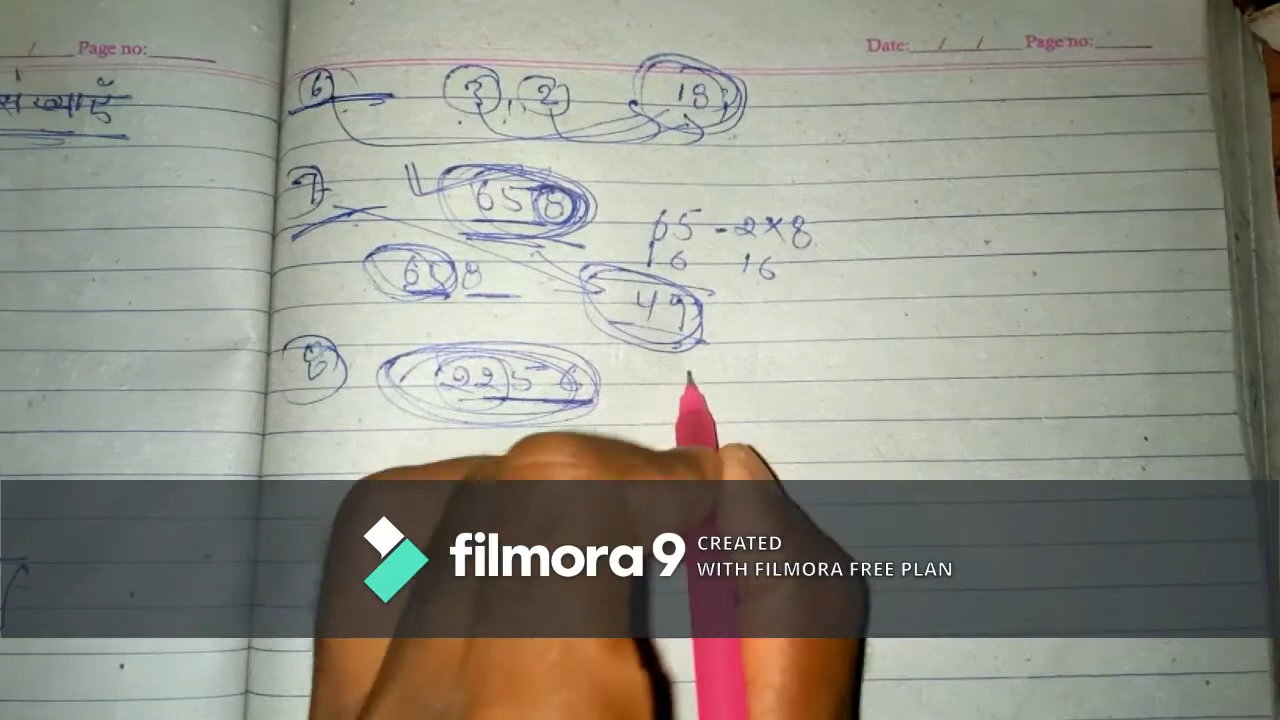 / Page no:
Date: / / Page no:
6 3, 2 18
7 658
65 - 2×8
658 16 16
49
8 2256
filmora9 CREATED
WITH FILMORA FREE PLAN